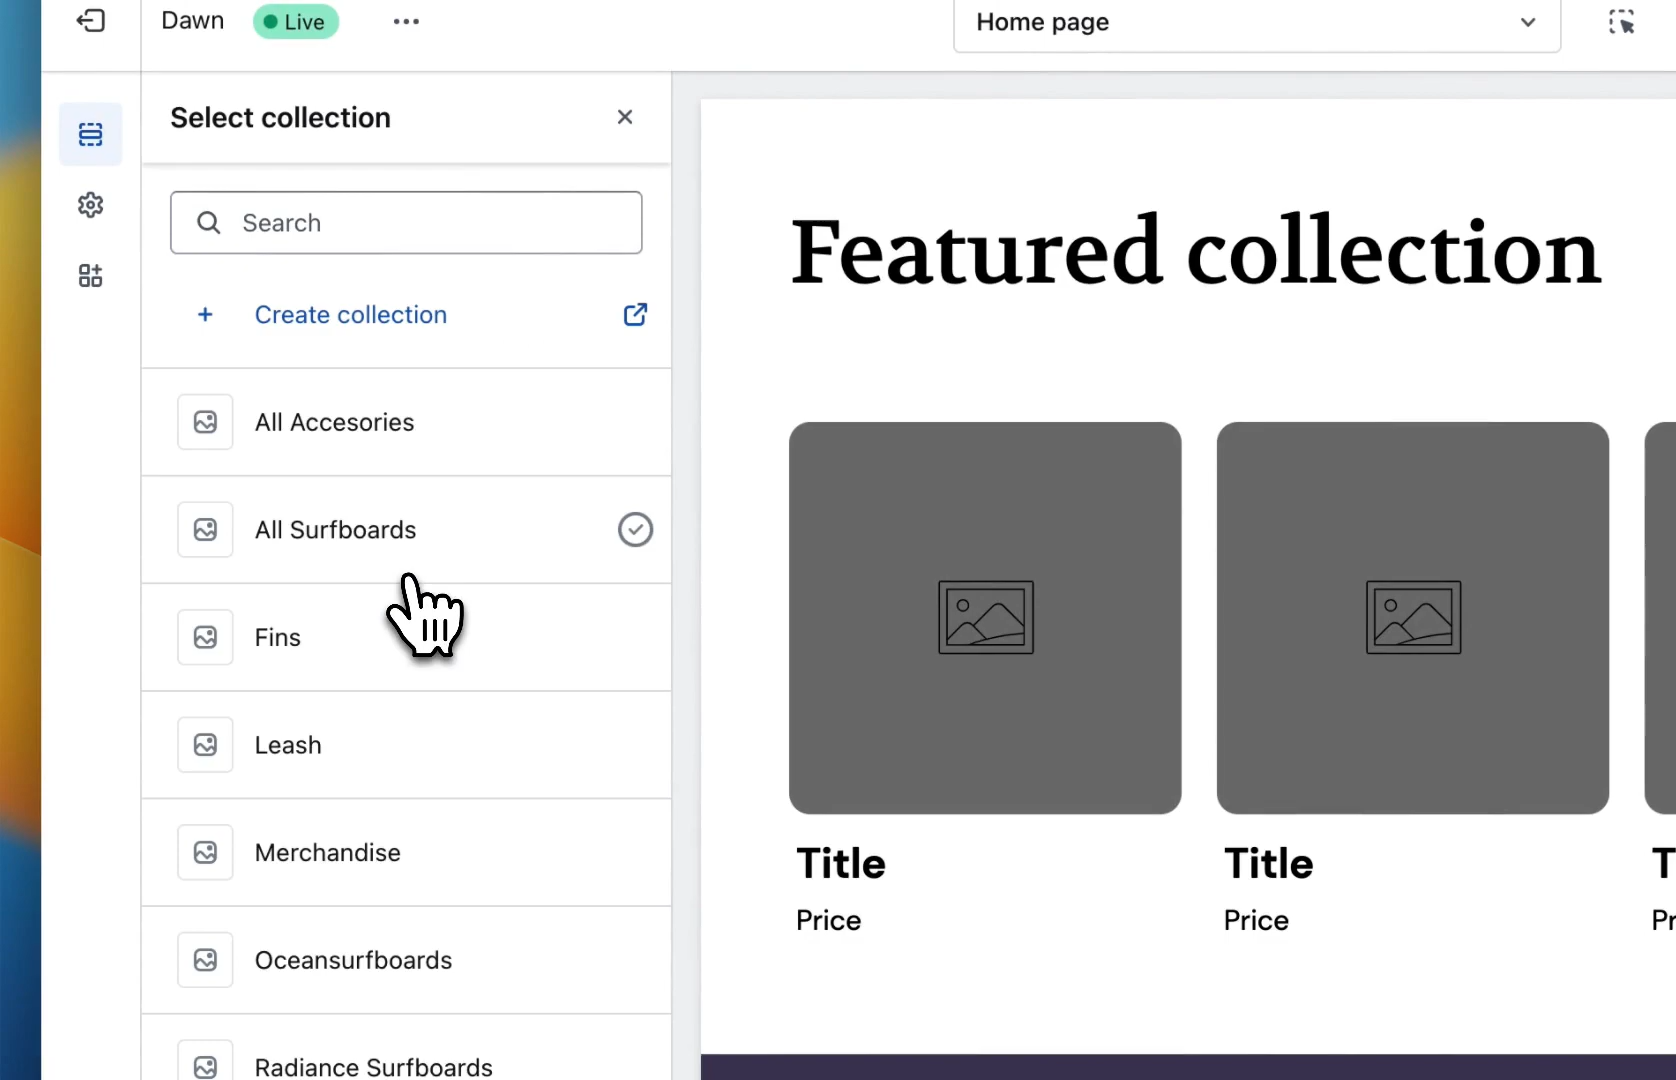 Dawn
Live
Home page
Select collection
Search
Create collection
All Accesories
All Surfboards
Fins
Leash
Merchandise
Oceansurfboards
Radiance Surfboards
Featured collection
Title
Title
T
Price
Price
Pr